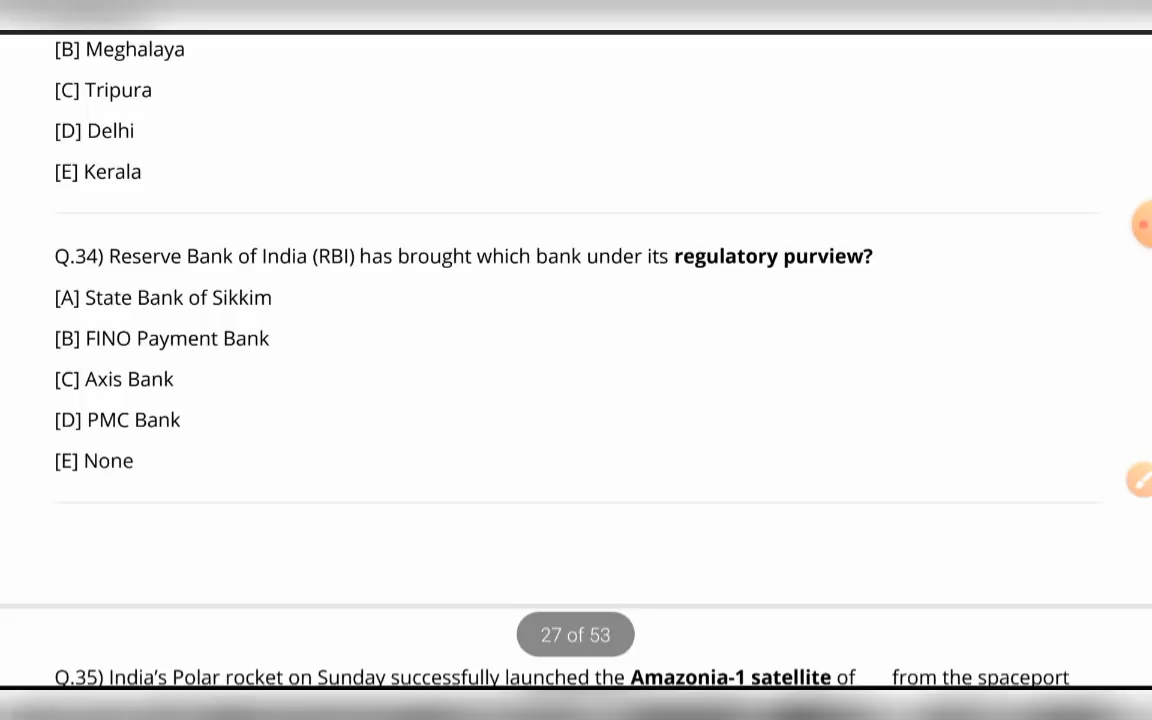 [B] Meghalaya
[C] Tripura
[D] Delhi
[E] Kerala
Q.34) Reserve Bank of India (RBI) has brought which bank under its regulatory purview?
[A] State Bank of Sikkim
[B] FINO Payment Bank
[C] Axis Bank
[D] PMC Bank
[E] None
27 of 53
Q.35) India’s Polar rocket on Sunday successfully launched the Amazonia-1 satellite of from the spaceport